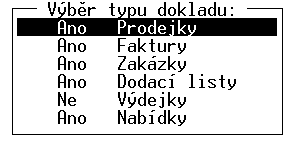 Výběr typu dokladu:
Ano Prodejky
Ano Faktury
Ano Zakázky
Ano Dodací listy
Ne Výdejky
Ano Nabídky